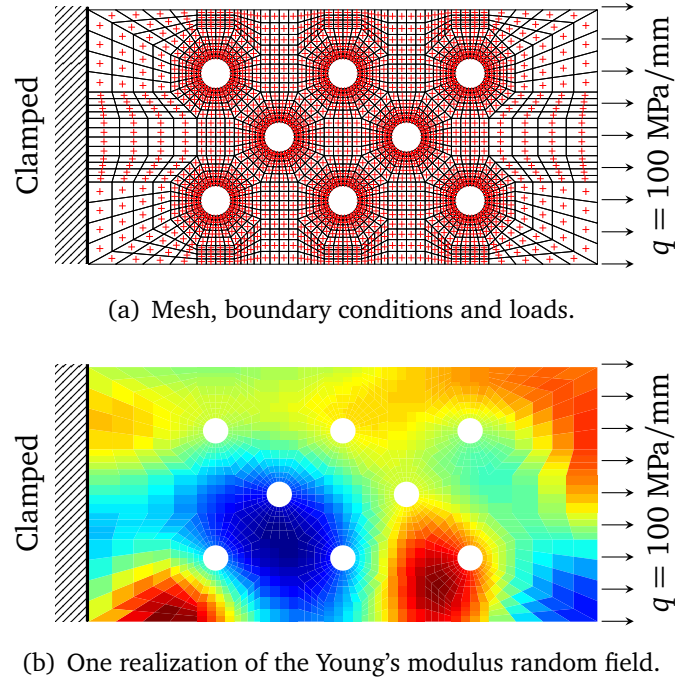 Clamped
q = 100 MPa/mm
(a) Mesh, boundary conditions and loads.
Clamped
q = 100 MPa/mm
(b) One realization of the Young's modulus random field.